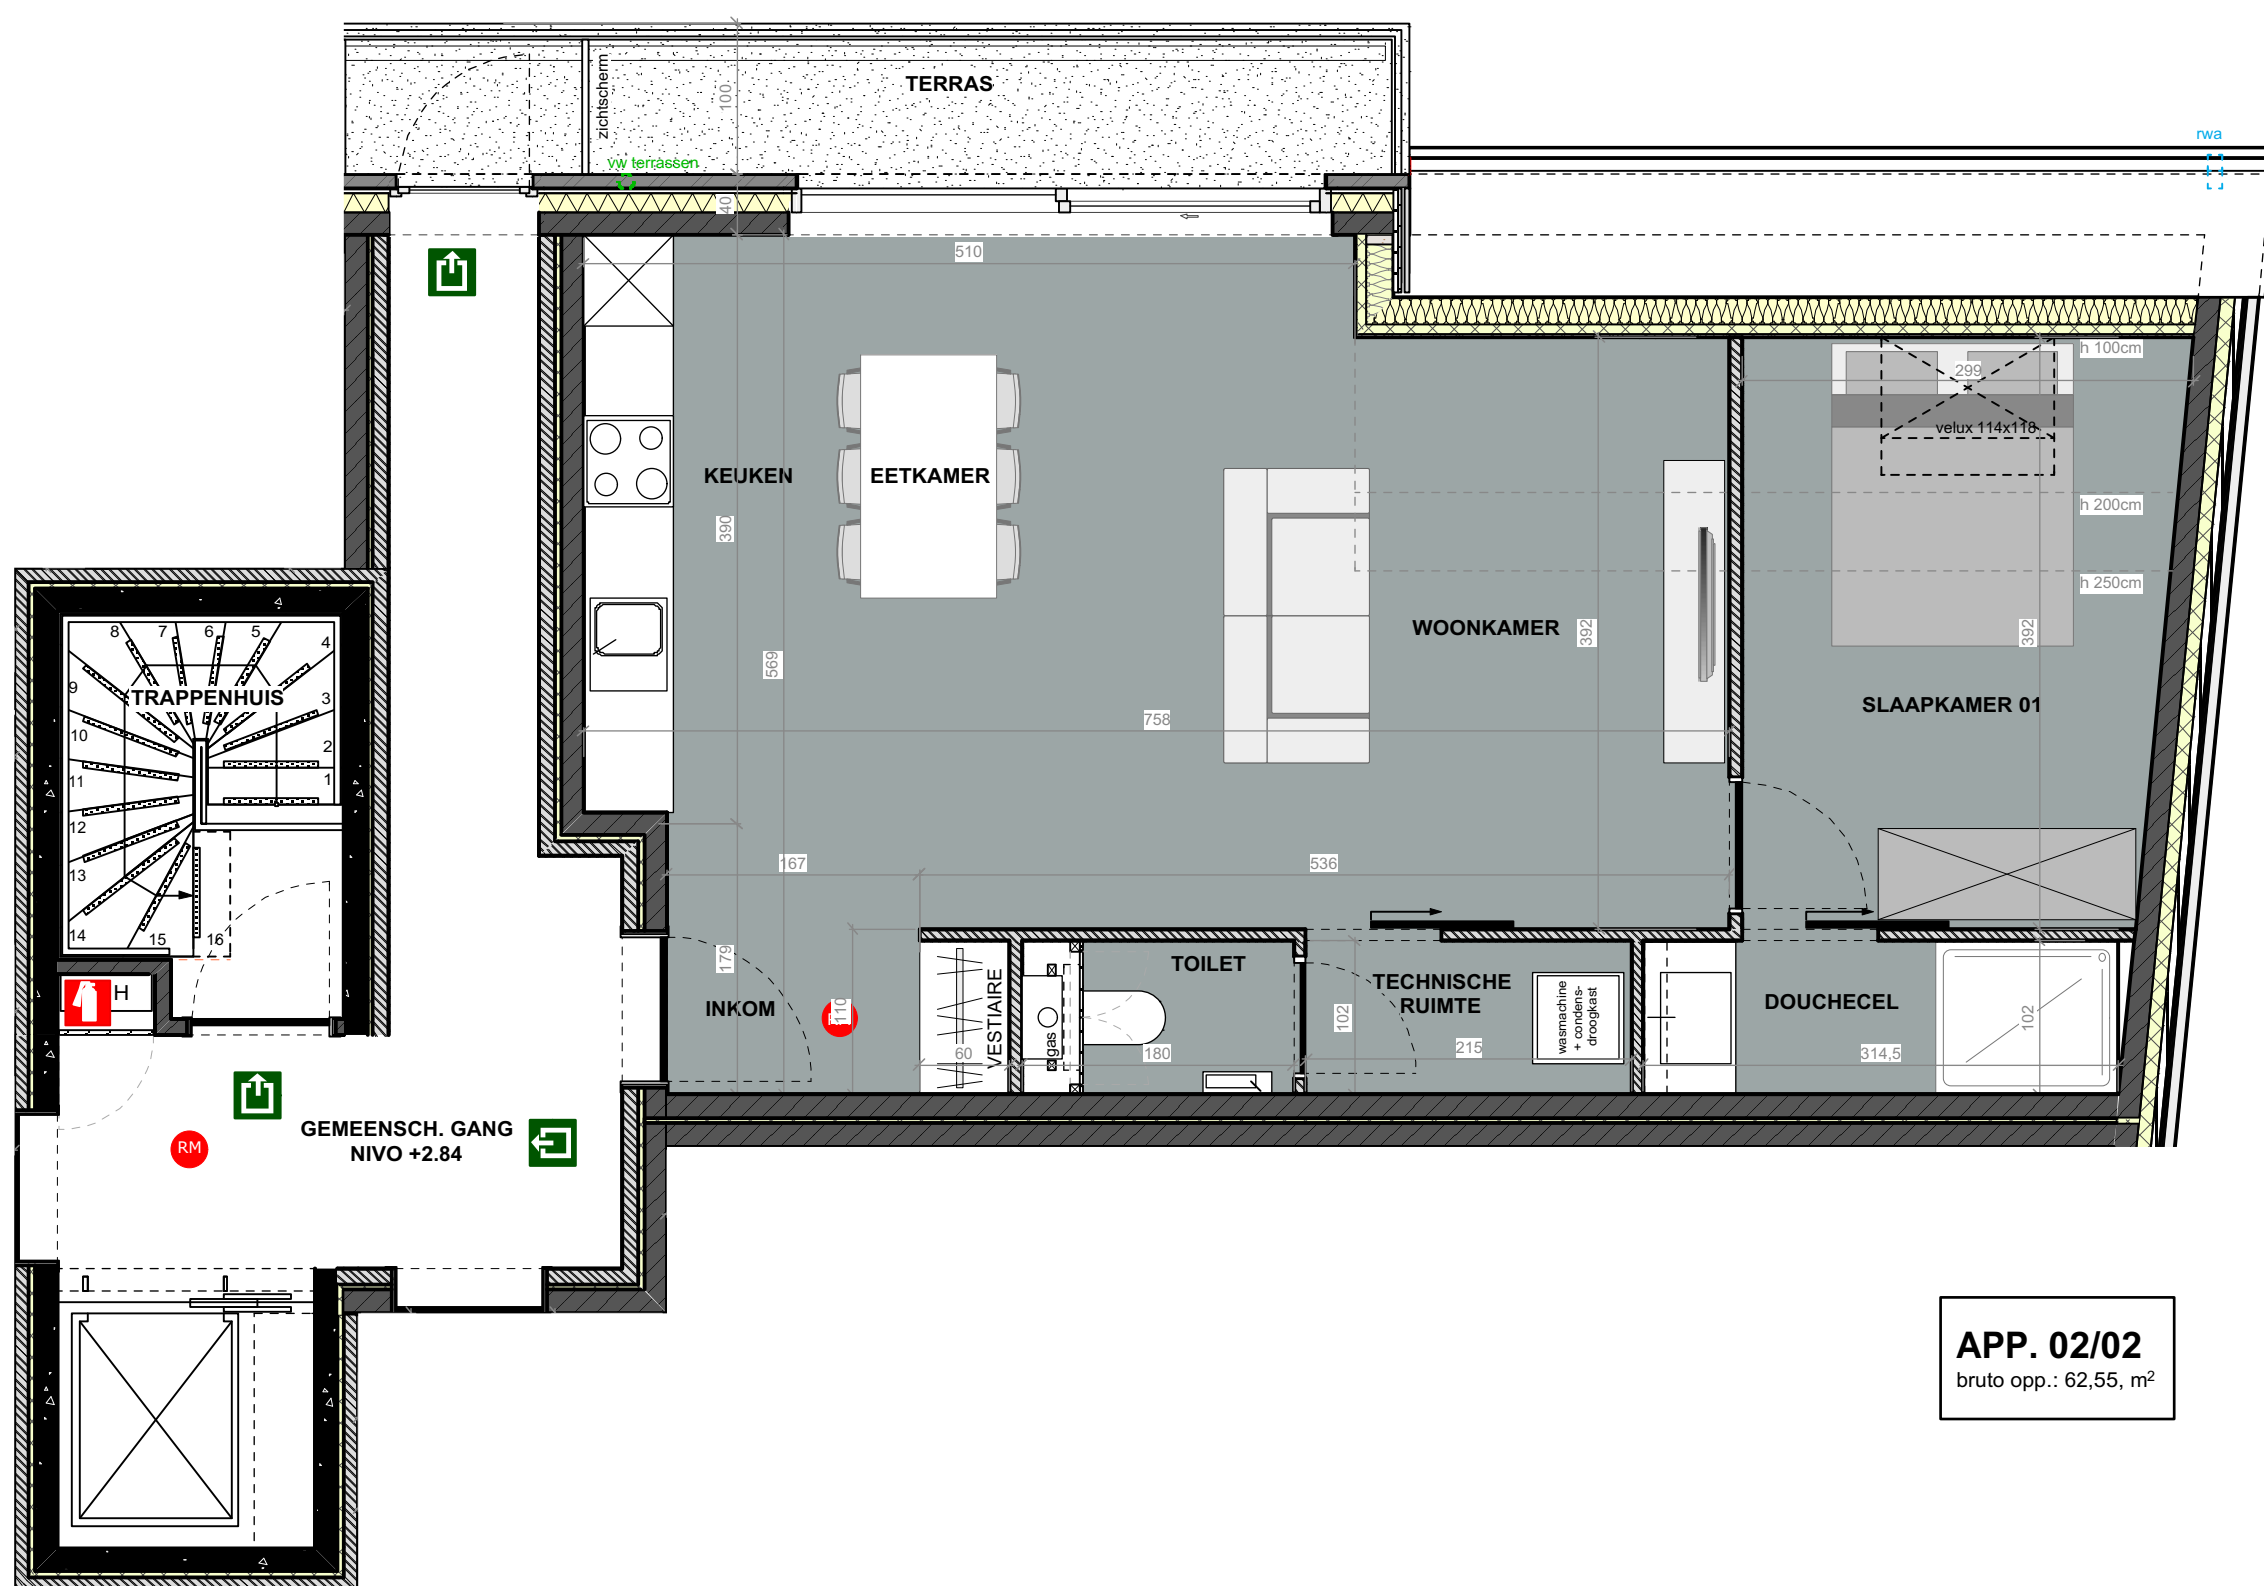 TERRAS
100
zichtscherm
vw terrassen
rwa
40
510
h 100cm
299
velux 114x118
KEUKEN
EETKAMER
h 200cm
390
h 250cm
WOONKAMER
392
392
569
SLAAPKAMER 01
758
8
7
6
5
4
9
TRAPPENHUIS
3
10
2
11
1
12
13
14
15
16
167
536
179
110
INKOM
VESTIAIRE
60
gas
TOILET
180
102
TECHNISCHE
RUIMTE
215
wasmachine
+ condens-
droogkast
DOUCHECEL
314,5
102
H
GEMEENSCH. GANG
NIVO +2.84
RM
APP. 02/02
bruto opp.: 62,55, m²